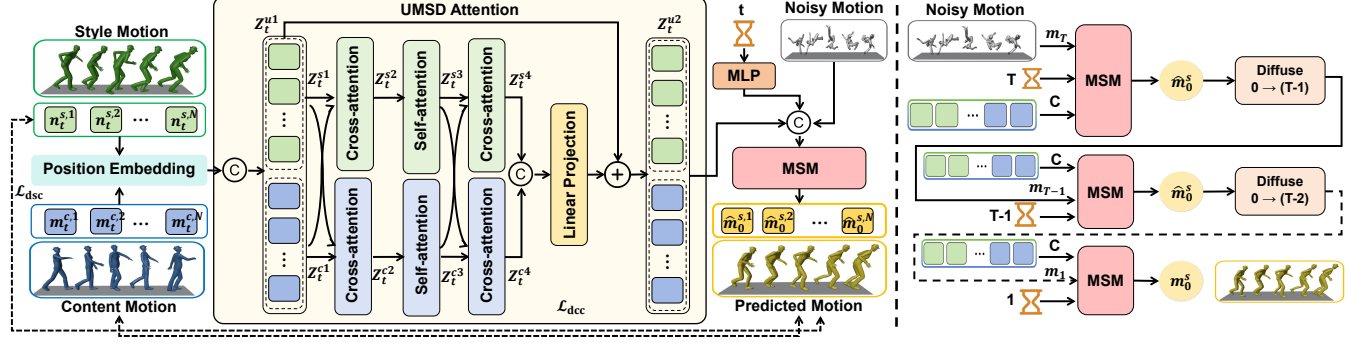 UMSD Attention
Style Motion
n_t^{s,1} n_t^{s,2} ... n_t^{s,N}
Position Embedding
ℒ_dsc
m_t^{c,1} m_t^{c,2} ... m_t^{c,N}
Content Motion
C
Z_t^{u1}
Z_t^{s1}
Z_t^{c1}
Cross-attention
Cross-attention
Z_t^{s2}
Z_t^{c2}
Self-attention
Self-attention
Z_t^{s3}
Z_t^{c3}
Cross-attention
Cross-attention
Z_t^{s4}
Z_t^{c4}
C
Linear Projection
+
ℒ_dcc
Z_t^{u2}
t
MLP
Noisy Motion
C
MSM
m̂_0^{s,1} m̂_0^{s,2} ... m̂_0^{s,N}
Predicted Motion
Noisy Motion
m_T
T
C
MSM
m̂_0^s
Diffuse
0 → (T-1)
C
m_{T-1}
T-1
MSM
m̂_0^s
Diffuse
0 → (T-2)
C
m_1
1
MSM
m_0^s